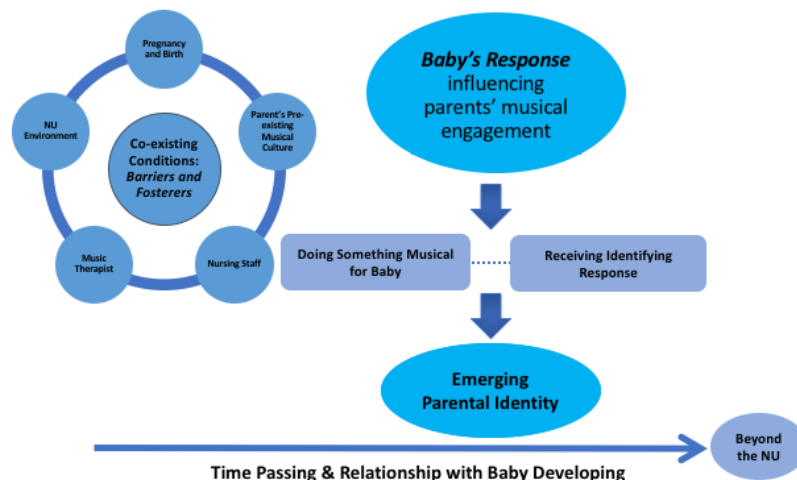 Pregnancy
and Birth
NU
Environment
Parent's Pre-
existing
Musical
Culture
Co-existing
Conditions:
Barriers and
Fosterers
Music
Therapist
Nursing Staff
Baby's Response
influencing
parents' musical
engagement
Doing Something Musical
for Baby
Receiving Identifying
Response
Emerging
Parental Identity
Beyond
the NU
Time Passing & Relationship with Baby Developing